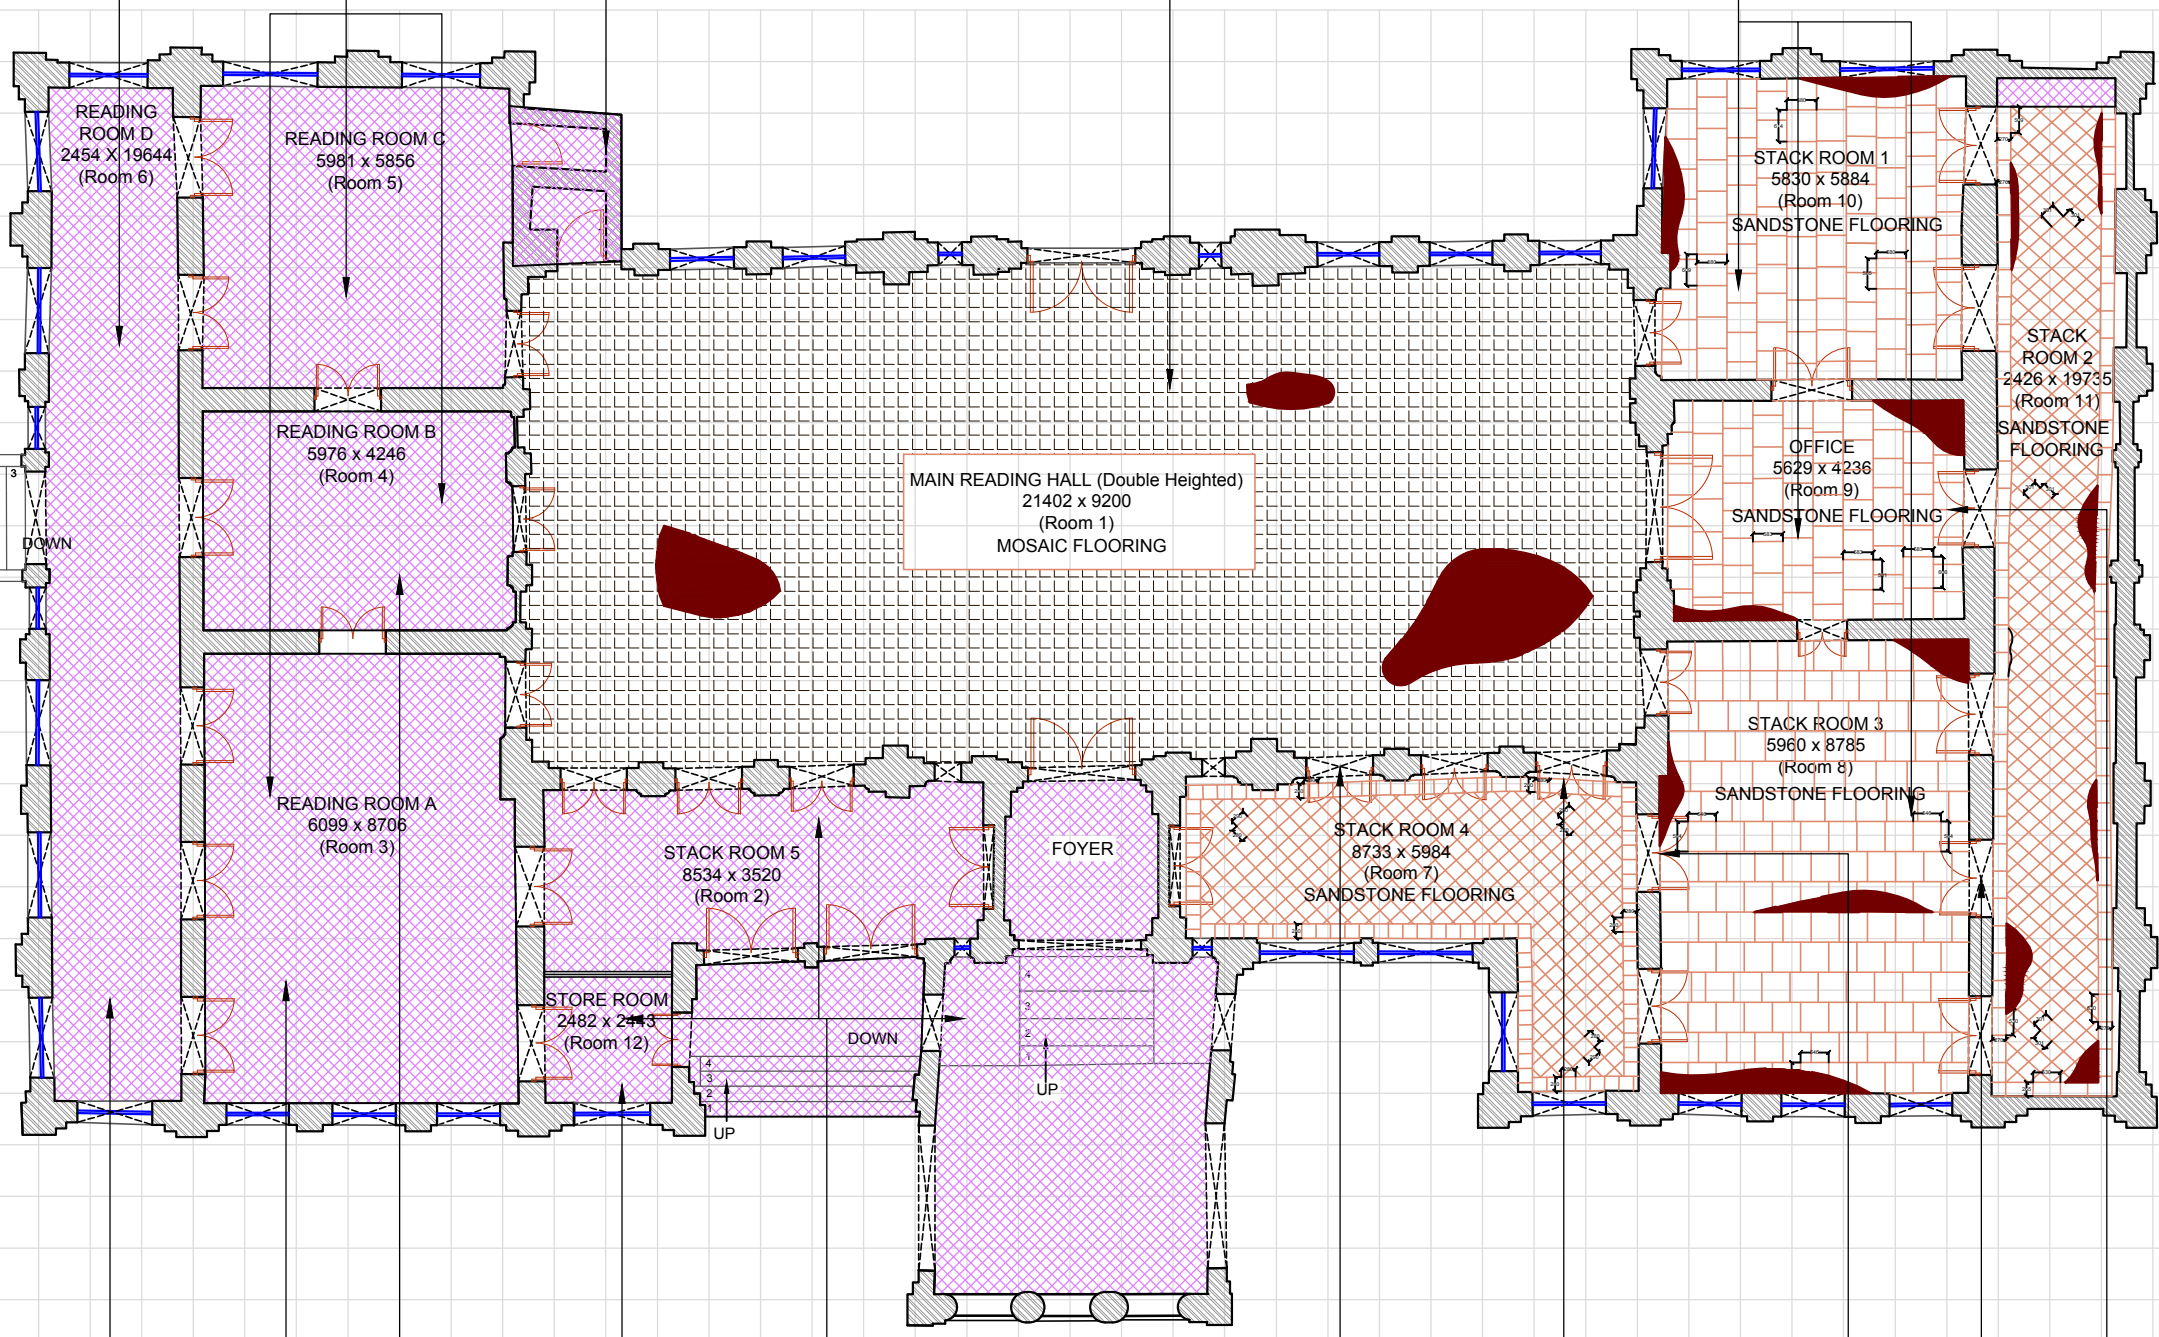 READING
ROOM D
2454 X 19644
(Room 6)
READING ROOM C
5981 x 5856
(Room 5)
READING ROOM B
5976 x 4246
(Room 4)
READING ROOM A
6099 x 8706
(Room 3)
3
DOWN
MAIN READING HALL (Double Heighted)
21402 x 9200
(Room 1)
MOSAIC FLOORING
STACK ROOM 1
5830 x 5884
(Room 10)
SANDSTONE FLOORING
STACK
ROOM 2
2426 x 19735
(Room 11)
SANDSTONE
FLOORING
OFFICE
5629 x 4236
(Room 9)
SANDSTONE FLOORING
STACK ROOM 3
5960 x 8785
(Room 8)
SANDSTONE FLOORING
STACK ROOM 4
8733 x 5984
(Room 7)
SANDSTONE FLOORING
FOYER
STACK ROOM 5
8534 x 3520
(Room 2)
STORE ROOM
2482 x 2443
(Room 12)
DOWN
4
3
2
1
UP
4
3
2
1
UP